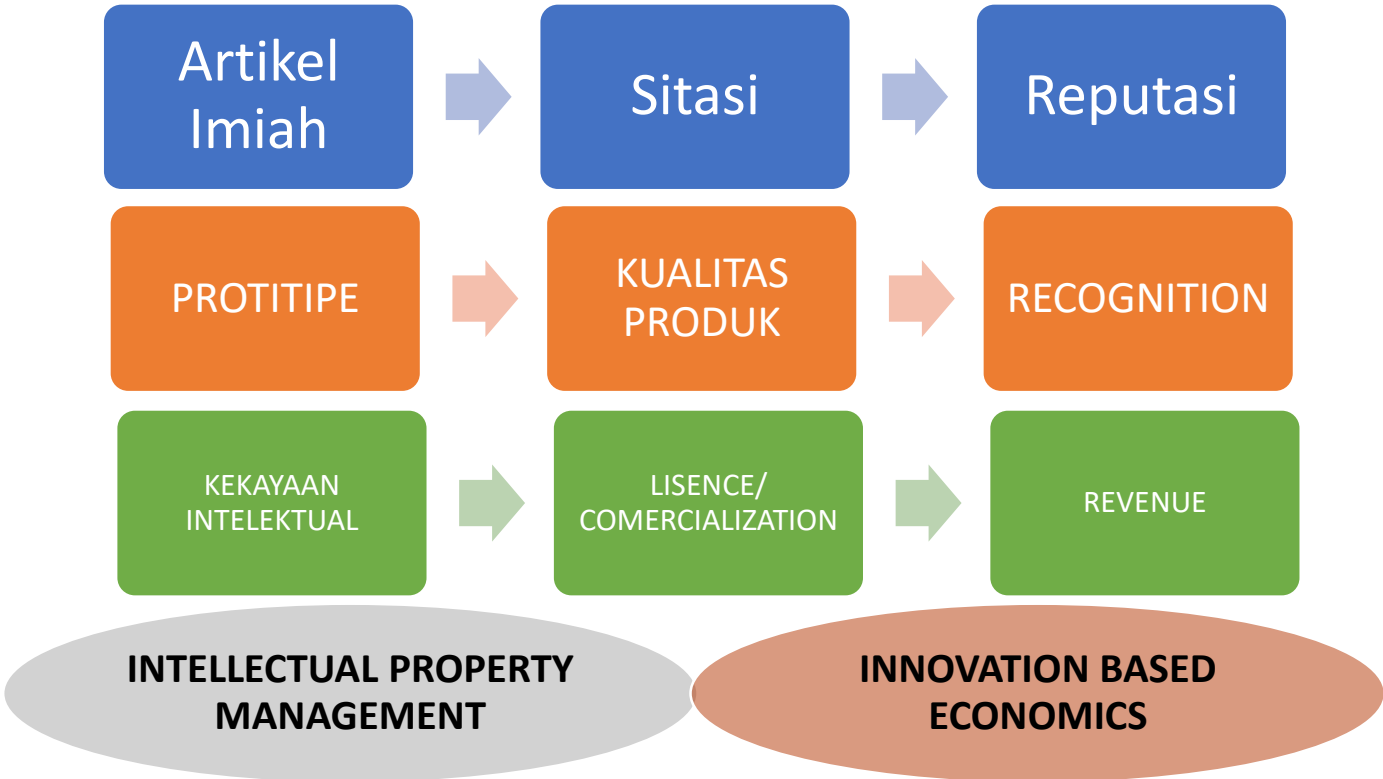 Artikel
Imiah
Sitasi
Reputasi
PROTITIPE
KUALITAS
PRODUK
RECOGNITION
KEKAYAAN
INTELEKTUAL
LISENCE/
COMERCIALIZATION
REVENUE
INTELLECTUAL PROPERTY
MANAGEMENT
INNOVATION BASED
ECONOMICS